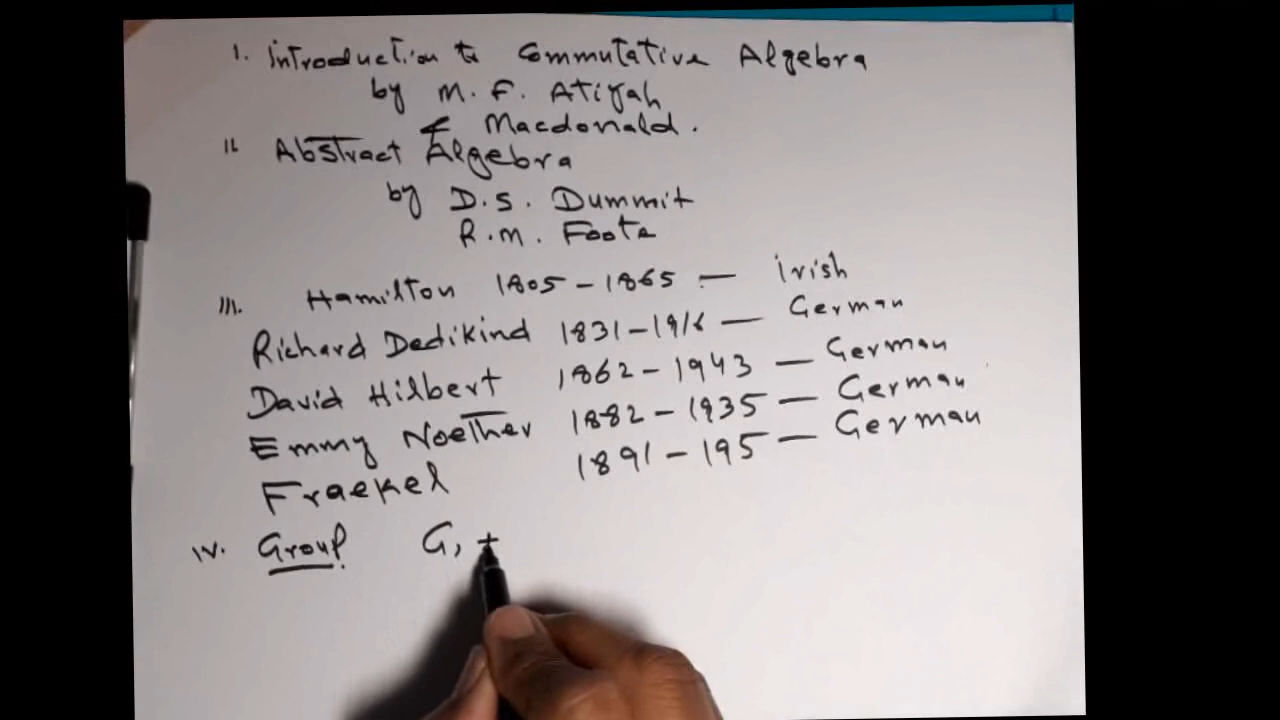 I. Introduction to Commutative Algebra
by M. F. Atiyah
& Macdonald.
II Abstract Algebra
by D.S. Dummit
R.M. Foote
III. Hamilton 1805 - 1865 — Irish
Richard Dedikind 1831-1916 — German
David Hilbert 1862-1943 — German
Emmy Noether 1882-1935 — German
Fraekel 1891-195 — German
IV. Group G, +